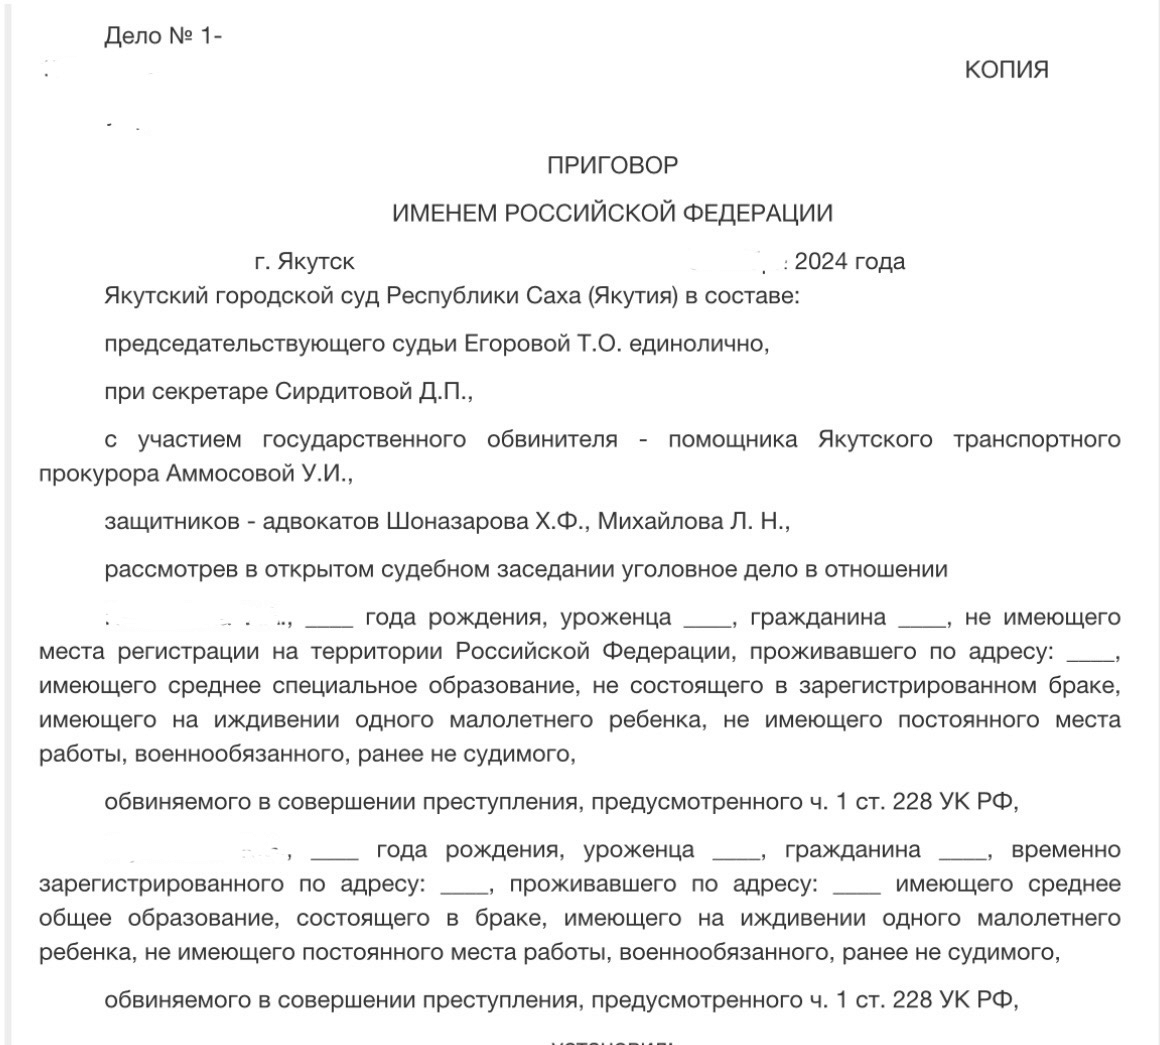 Дело № 1-
КОПИЯ
ПРИГОВОР
ИМЕНЕМ РОССИЙСКОЙ ФЕДЕРАЦИИ
г. Якутск 2024 года
Якутский городской суд Республики Саха (Якутия) в составе:
председательствующего судьи Егоровой Т.О. единолично,
при секретаре Сирдитовой Д.П.,
с участием государственного обвинителя - помощника Якутского транспортного
прокурора Аммосовой У.И.,
защитников - адвокатов Шоназарова Х.Ф., Михайлова Л. Н.,
рассмотрев в открытом судебном заседании уголовное дело в отношении
., ____ года рождения, уроженца ____, гражданина ____, не имеющего
места регистрации на территории Российской Федерации, проживавшего по адресу: ____,
имеющего среднее специальное образование, не состоящего в зарегистрированном браке,
имеющего на иждивении одного малолетнего ребенка, не имеющего постоянного места
работы, военнообязанного, ранее не судимого,
обвиняемого в совершении преступления, предусмотренного ч. 1 ст. 228 УК РФ,
, ____ года рождения, уроженца ____, гражданина ____, временно
зарегистрированного по адресу: ____, проживавшего по адресу: ____ имеющего среднее
общее образование, состоящего в браке, имеющего на иждивении одного малолетнего
ребенка, не имеющего постоянного места работы, военнообязанного, ранее не судимого,
обвиняемого в совершении преступления, предусмотренного ч. 1 ст. 228 УК РФ,